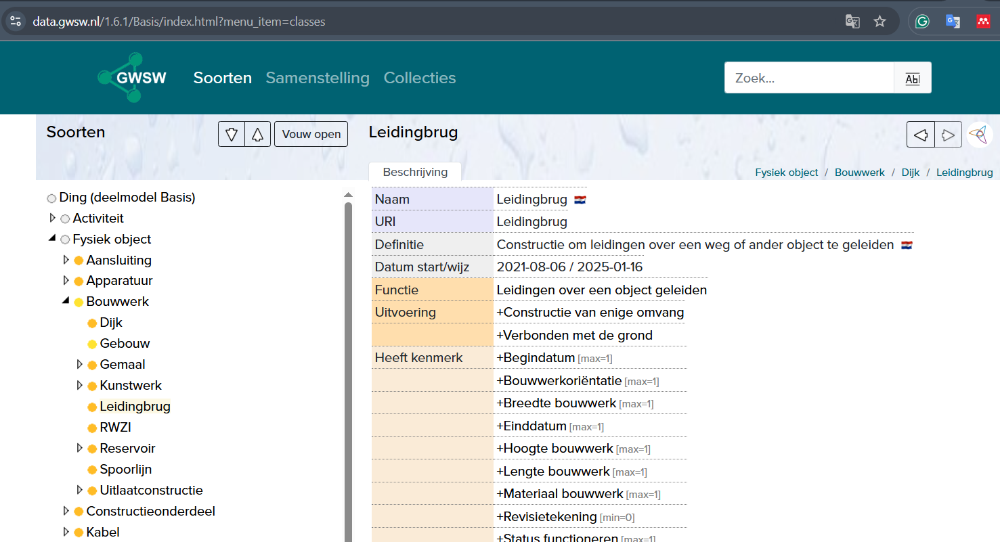 data.gwsw.nl/1.6.1/Basis/index.html?menu_item=classes
GWSW Soorten Samenstelling Collecties Zoek... Ab
Soorten Vouw open
Ding (deelmodel Basis)
Activiteit
Fysiek object
Aansluiting
Apparatuur
Bouwwerk
Dijk
Gebouw
Gemaal
Kunstwerk
Leidingbrug
RWZI
Reservoir
Spoorlijn
Uitlaatconstructie
Constructieonderdeel
Kabel
Leidingbrug
Beschrijving
Fysiek object / Bouwwerk / Dijk / Leidingbrug
Naam Leidingbrug
URI Leidingbrug
Definitie Constructie om leidingen over een weg of ander object te geleiden
Datum start/wijz 2021-08-06 / 2025-01-16
Functie Leidingen over een object geleiden
Uitvoering +Constructie van enige omvang
+Verbonden met de grond
Heeft kenmerk +Begindatum [max=1]
+Bouwwerkoriëntatie [max=1]
+Breedte bouwwerk [max=1]
+Einddatum [max=1]
+Hoogte bouwwerk [max=1]
+Lengte bouwwerk [max=1]
+Materiaal bouwwerk [max=1]
+Revisietekening [min=0]
+Status functioneren [max=1]